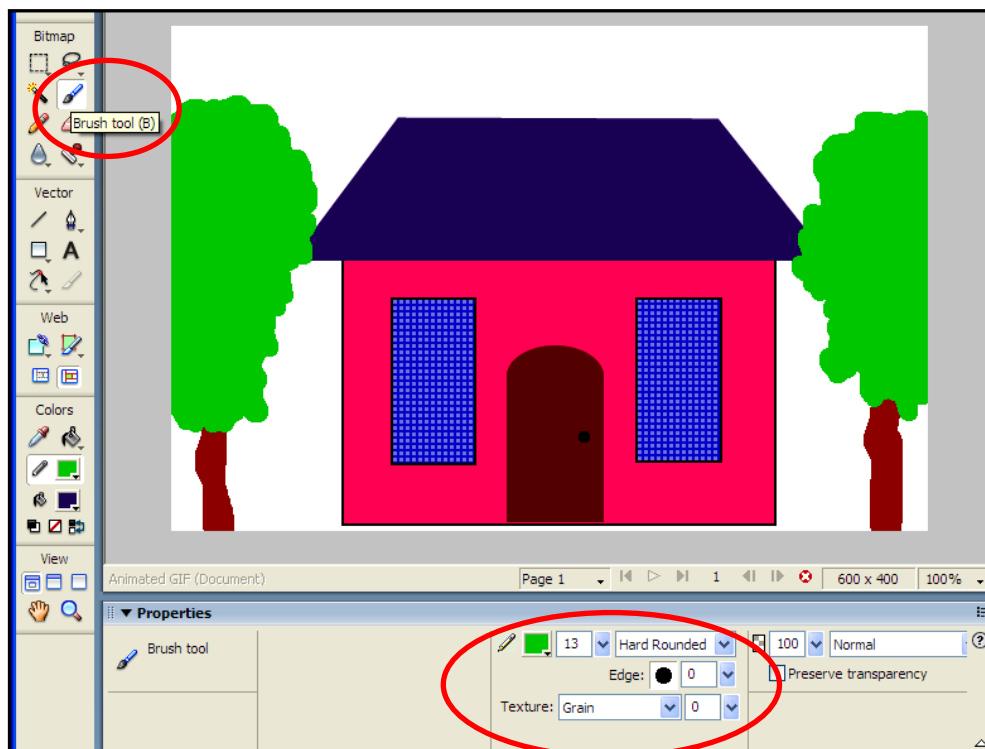 Bitmap
Brush tool (B)
Vector
A
Web
Colors
View
Animated GIF (Document)
Page 1
1
600 x 400
100%
▼ Properties
Brush tool
13
Hard Rounded
100
Normal
Edge:
0
Preserve transparency
Texture:
Grain
0